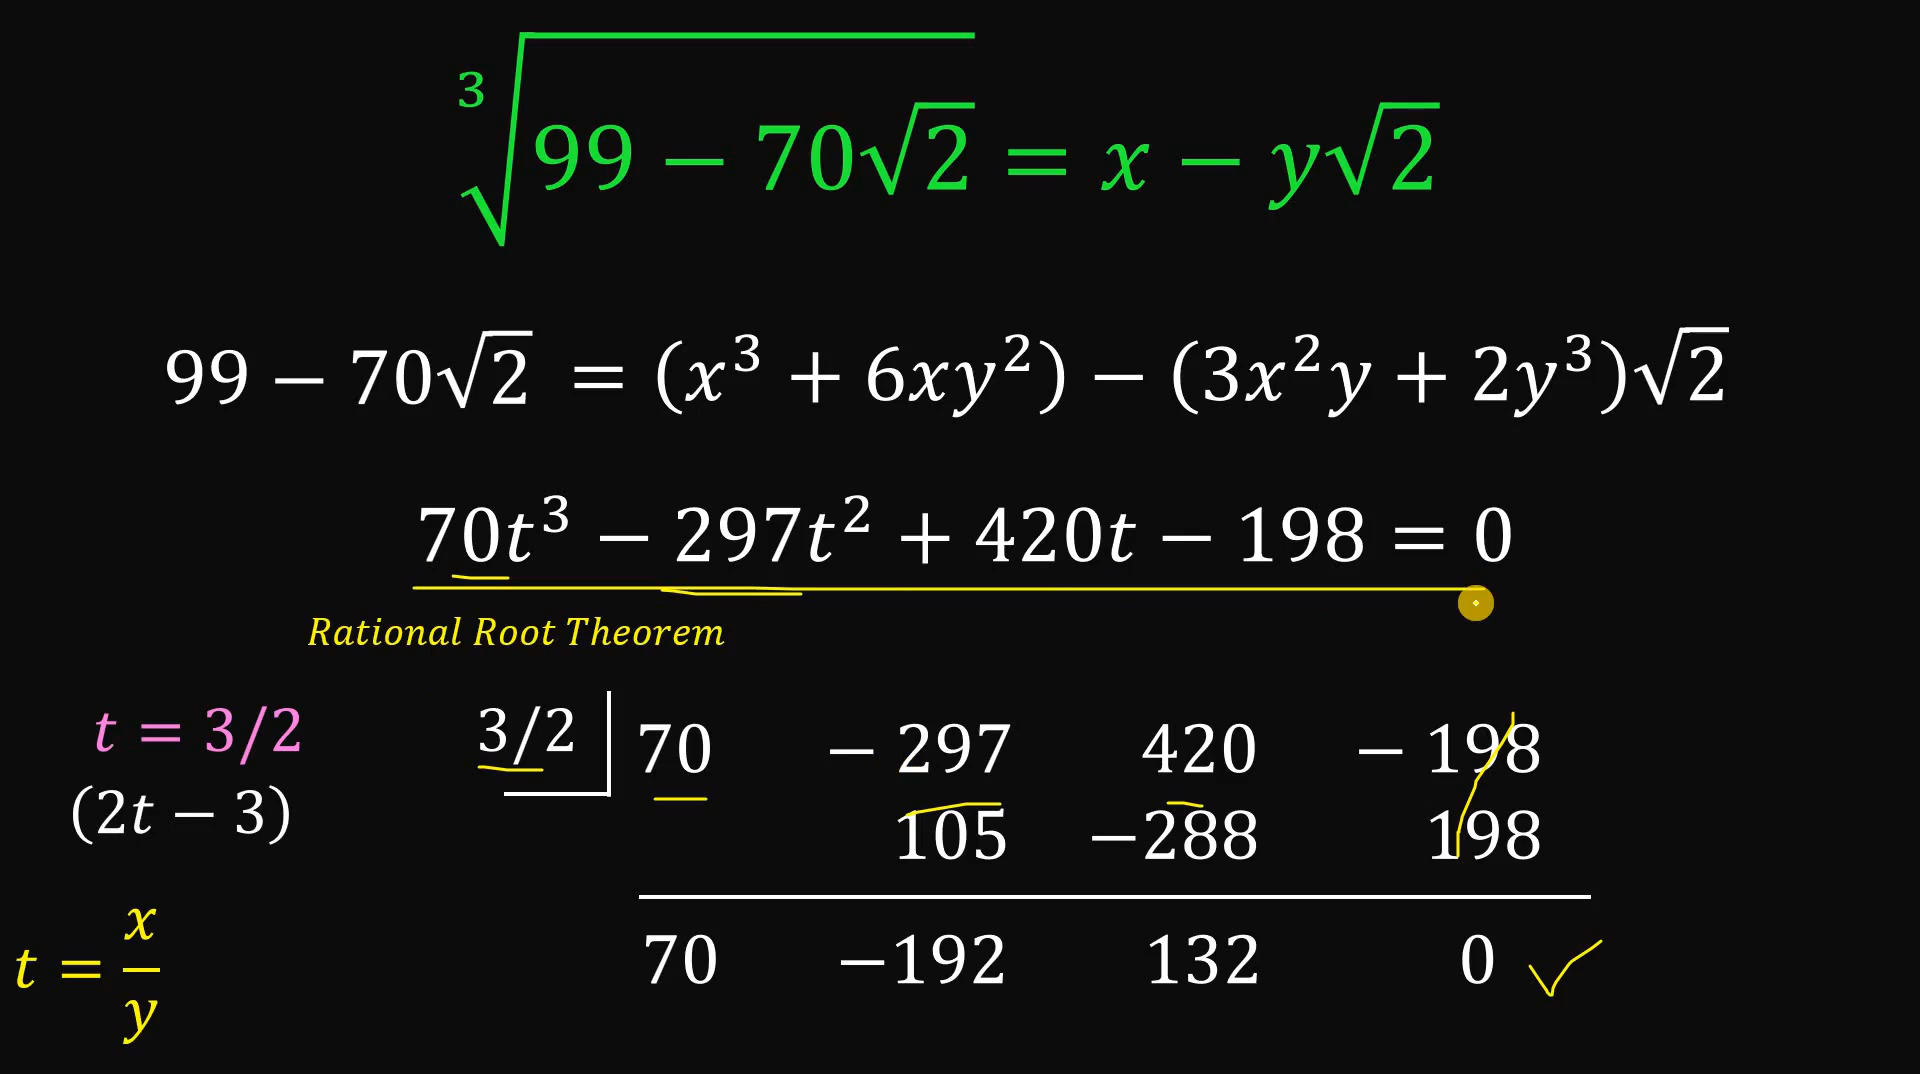 ∛(99 − 70√2) = x − y√2
99 − 70√2 = (x³ + 6xy²) − (3x²y + 2y³)√2
70t³ − 297t² + 420t − 198 = 0
Rational Root Theorem
t = 3/2
(2t − 3)
t = x/y
3/2 | 70 − 297 420 − 198
105 −288 198
70 −192 132 0 ✓